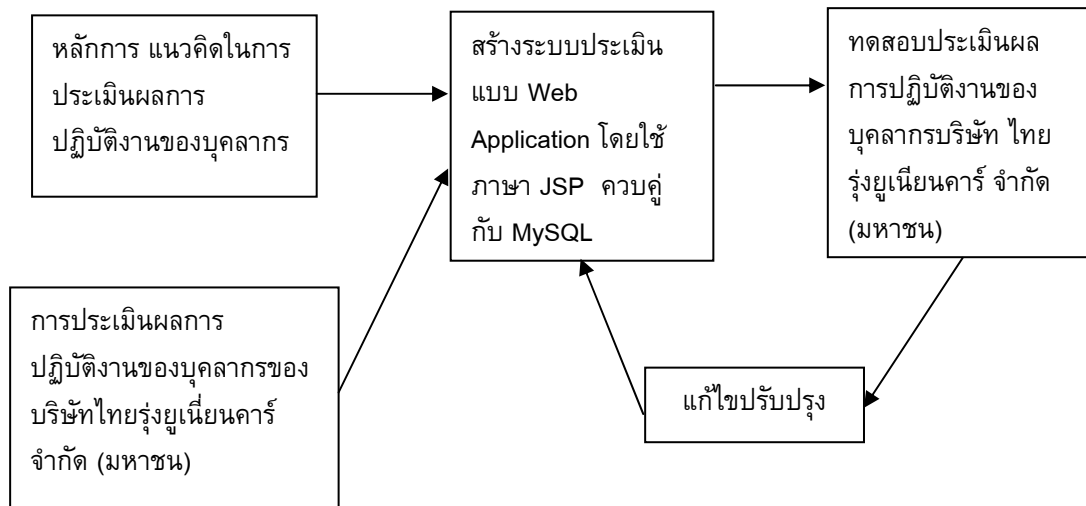 หลักการ แนวคิดในการ
ประเมินผลการ
ปฏิบัติงานของบุคลากร
สร้างระบบประเมิน
แบบ Web
Application โดยใช้
ภาษา JSP ควบคู่
กับ MySQL
ทดสอบประเมินผล
การปฏิบัติงานของ
บุคลากรบริษัท ไทย
รุ่งยูเนียนคาร์ จำกัด
(มหาชน)
การประเมินผลการ
ปฏิบัติงานของบุคลากรของ
บริษัทไทยรุ่งยูเนี่ยนคาร์
จำกัด (มหาชน)
แก้ไขปรับปรุง